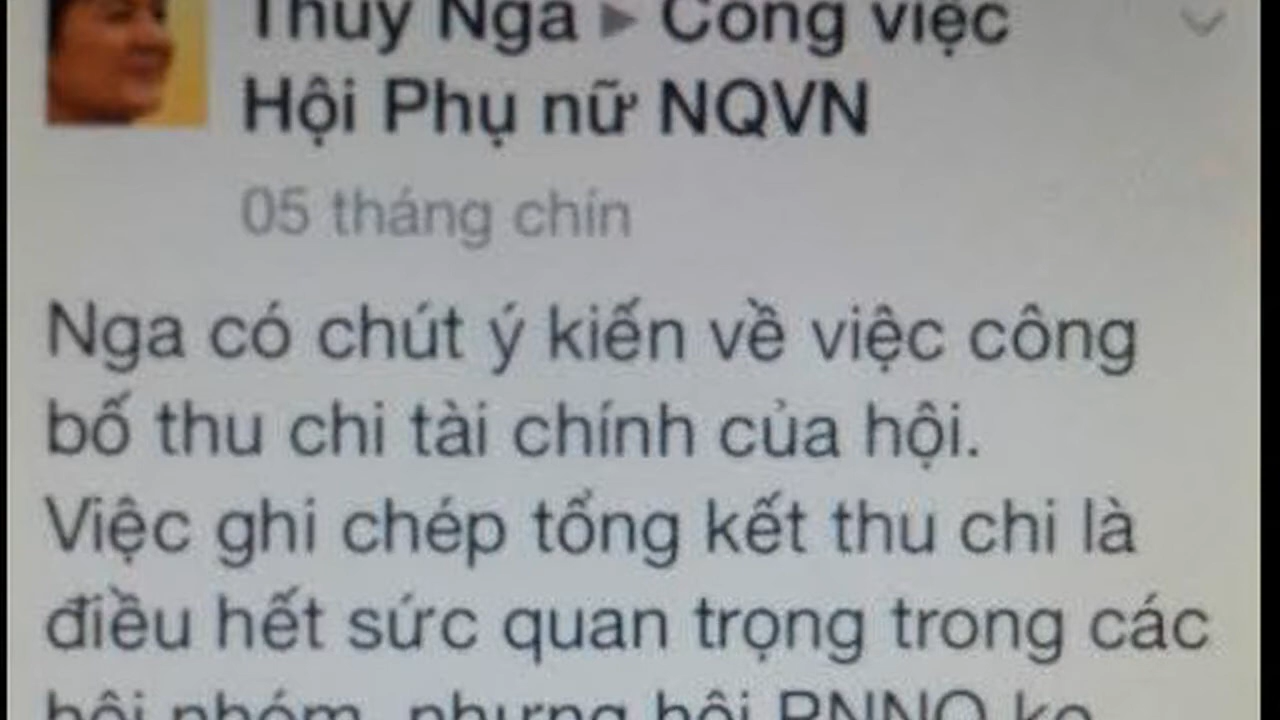 Thúy Nga ▸ Công việc
Hội Phụ nữ NQVN
05 tháng chín
Nga có chút ý kiến về việc công
bố thu chi tài chính của hội.
Việc ghi chép tổng kết thu chi là
điều hết sức quan trọng trong các
hội nhóm, nhưng hội PNNQ ko